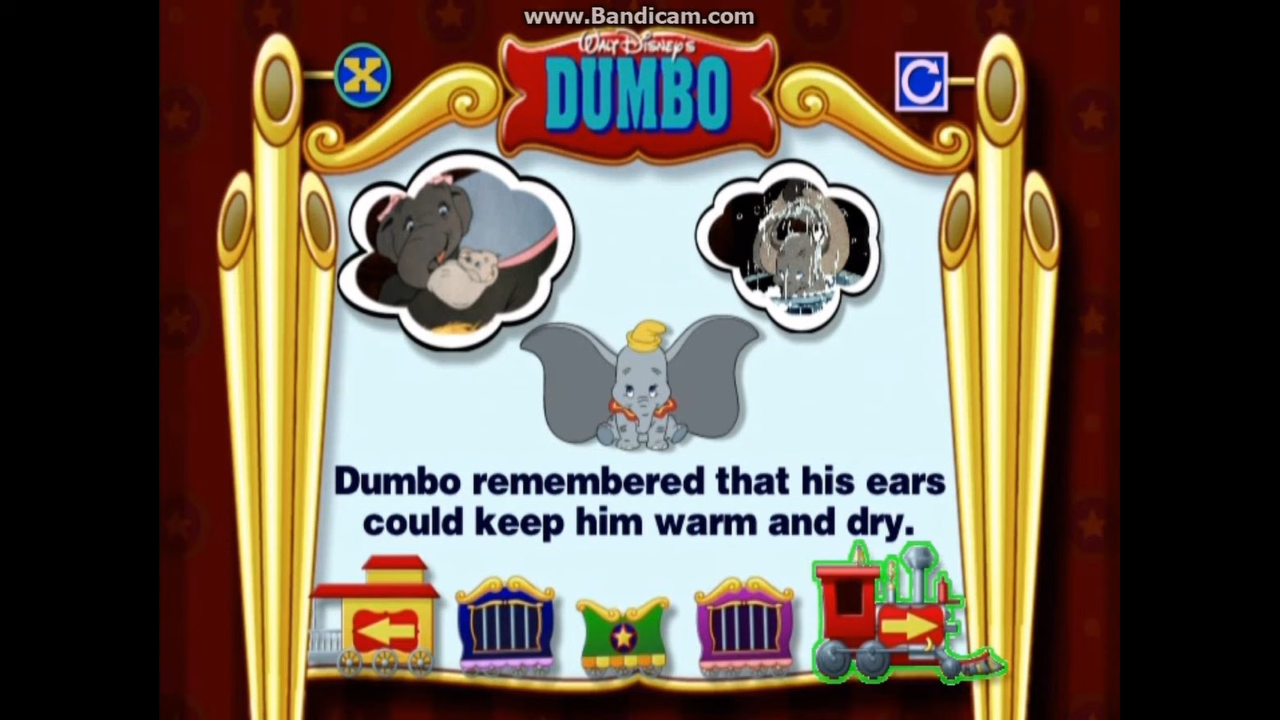 www.Bandicam.com
Walt Disney's
DUMBO
Dumbo remembered that his ears
could keep him warm and dry.